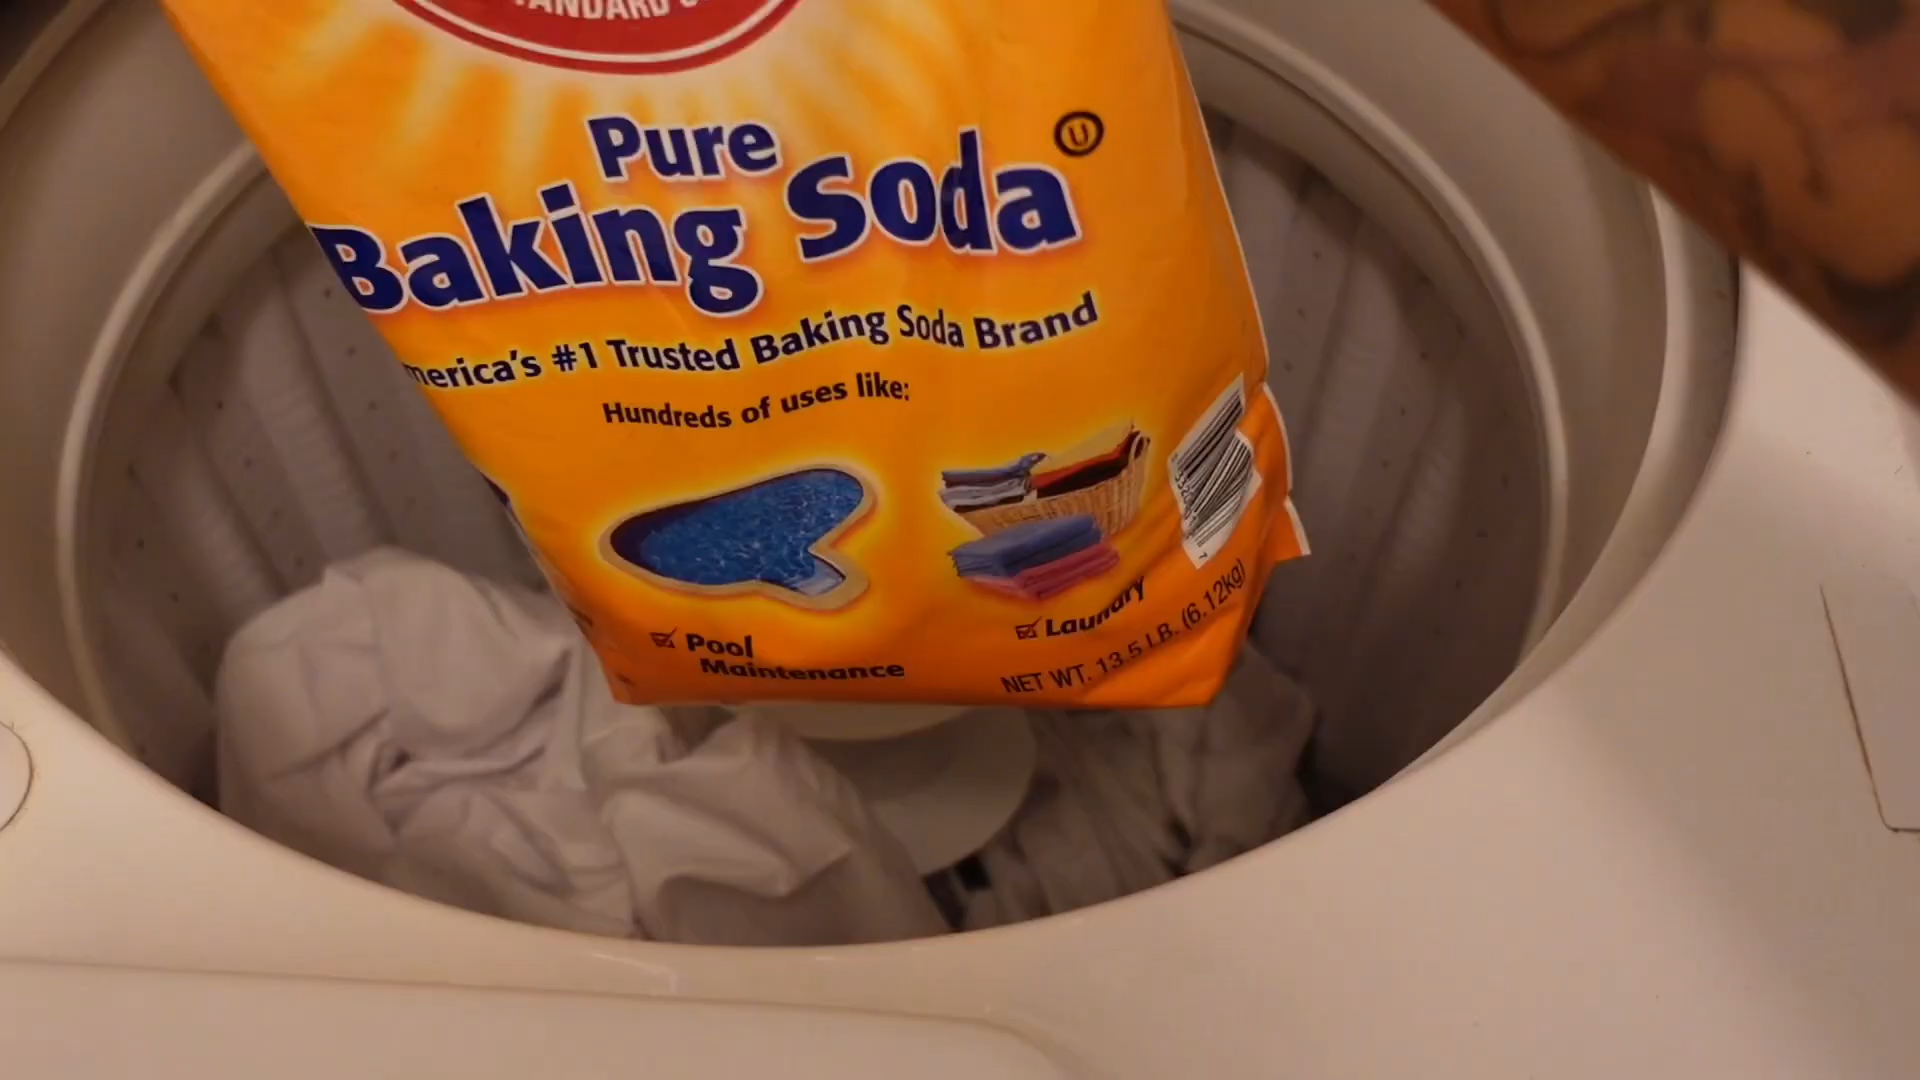 STANDARD
Pure
Baking Soda
U
merica's #1 Trusted Baking Soda Brand
Hundreds of uses like:
Pool
Maintenance
Laundry
NET WT. 13.5 LB. (6.12kg)